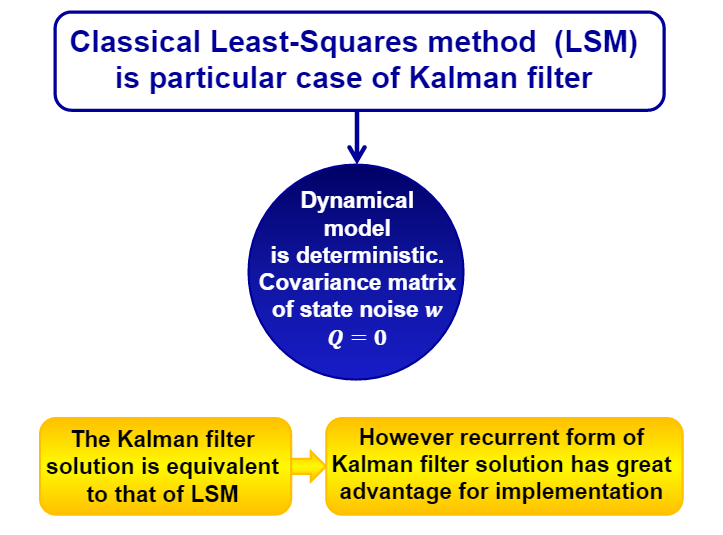 Classical Least-Squares method  (LSM)
is particular case of Kalman filter
Dynamical
model
is deterministic.
Covariance matrix
of state noise w
Q = 0
The Kalman filter
solution is equivalent
to that of LSM
However recurrent form of
Kalman filter solution has great
advantage for implementation